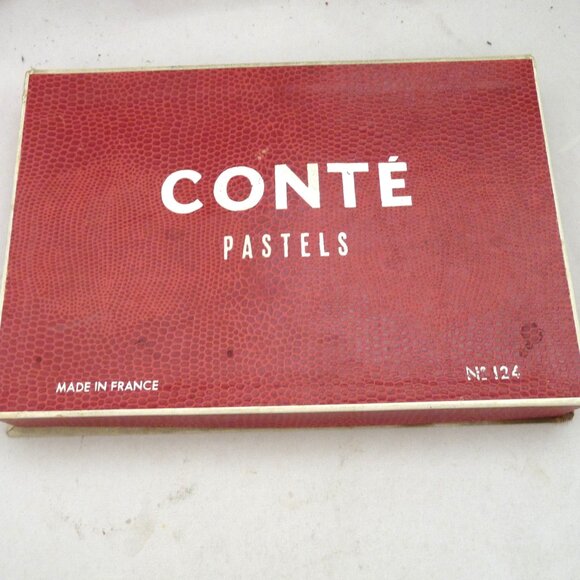 CONTÉ
PASTELS
MADE IN FRANCE
Nº 124